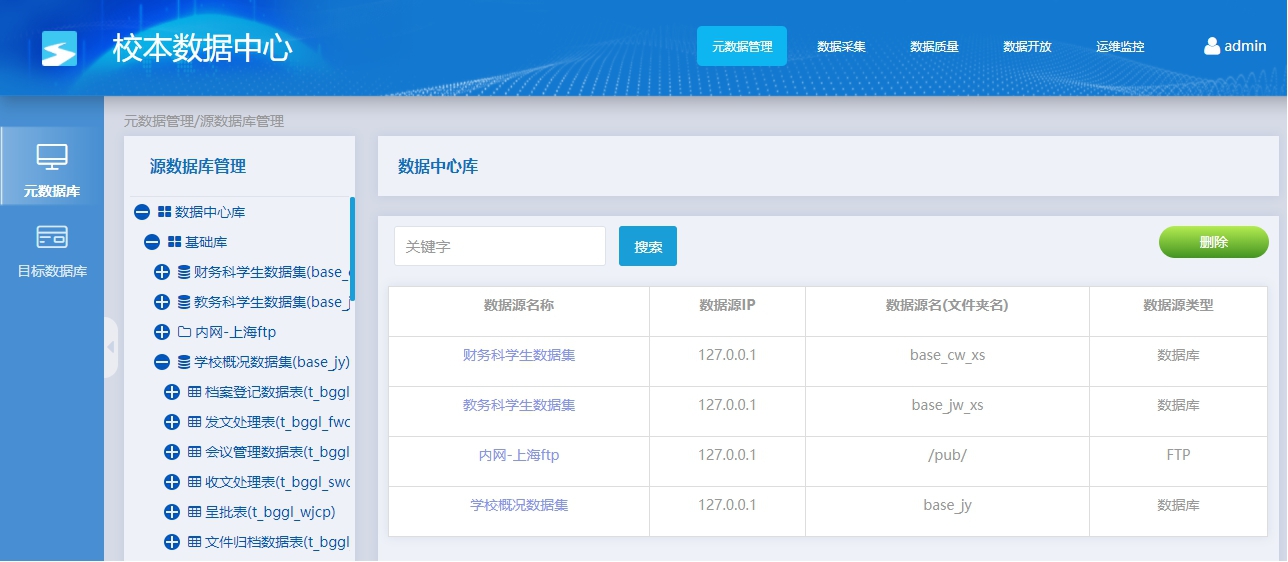 校本数据中心
元数据管理 数据采集 数据质量 数据开放 运维监控 admin
元数据管理/源数据库管理
元数据库
目标数据库
源数据库管理
数据中心库
基础库
财务科学生数据集(base_
教务科学生数据集(base_j
内网-上海ftp
学校概况数据集(base_jy)
档案登记数据表(t_bggl
发文处理表(t_bggl_fwc
会议管理数据表(t_bggl
收文处理表(t_bggl_swc
呈批表(t_bggl_wjcp)
文件归档数据表(t_bggl
数据中心库
关键字 搜索 删除
数据源名称 数据源IP 数据源名(文件夹名) 数据源类型
财务科学生数据集 127.0.0.1 base_cw_xs 数据库
教务科学生数据集 127.0.0.1 base_jw_xs 数据库
内网-上海ftp 127.0.0.1 /pub/ FTP
学校概况数据集 127.0.0.1 base_jy 数据库